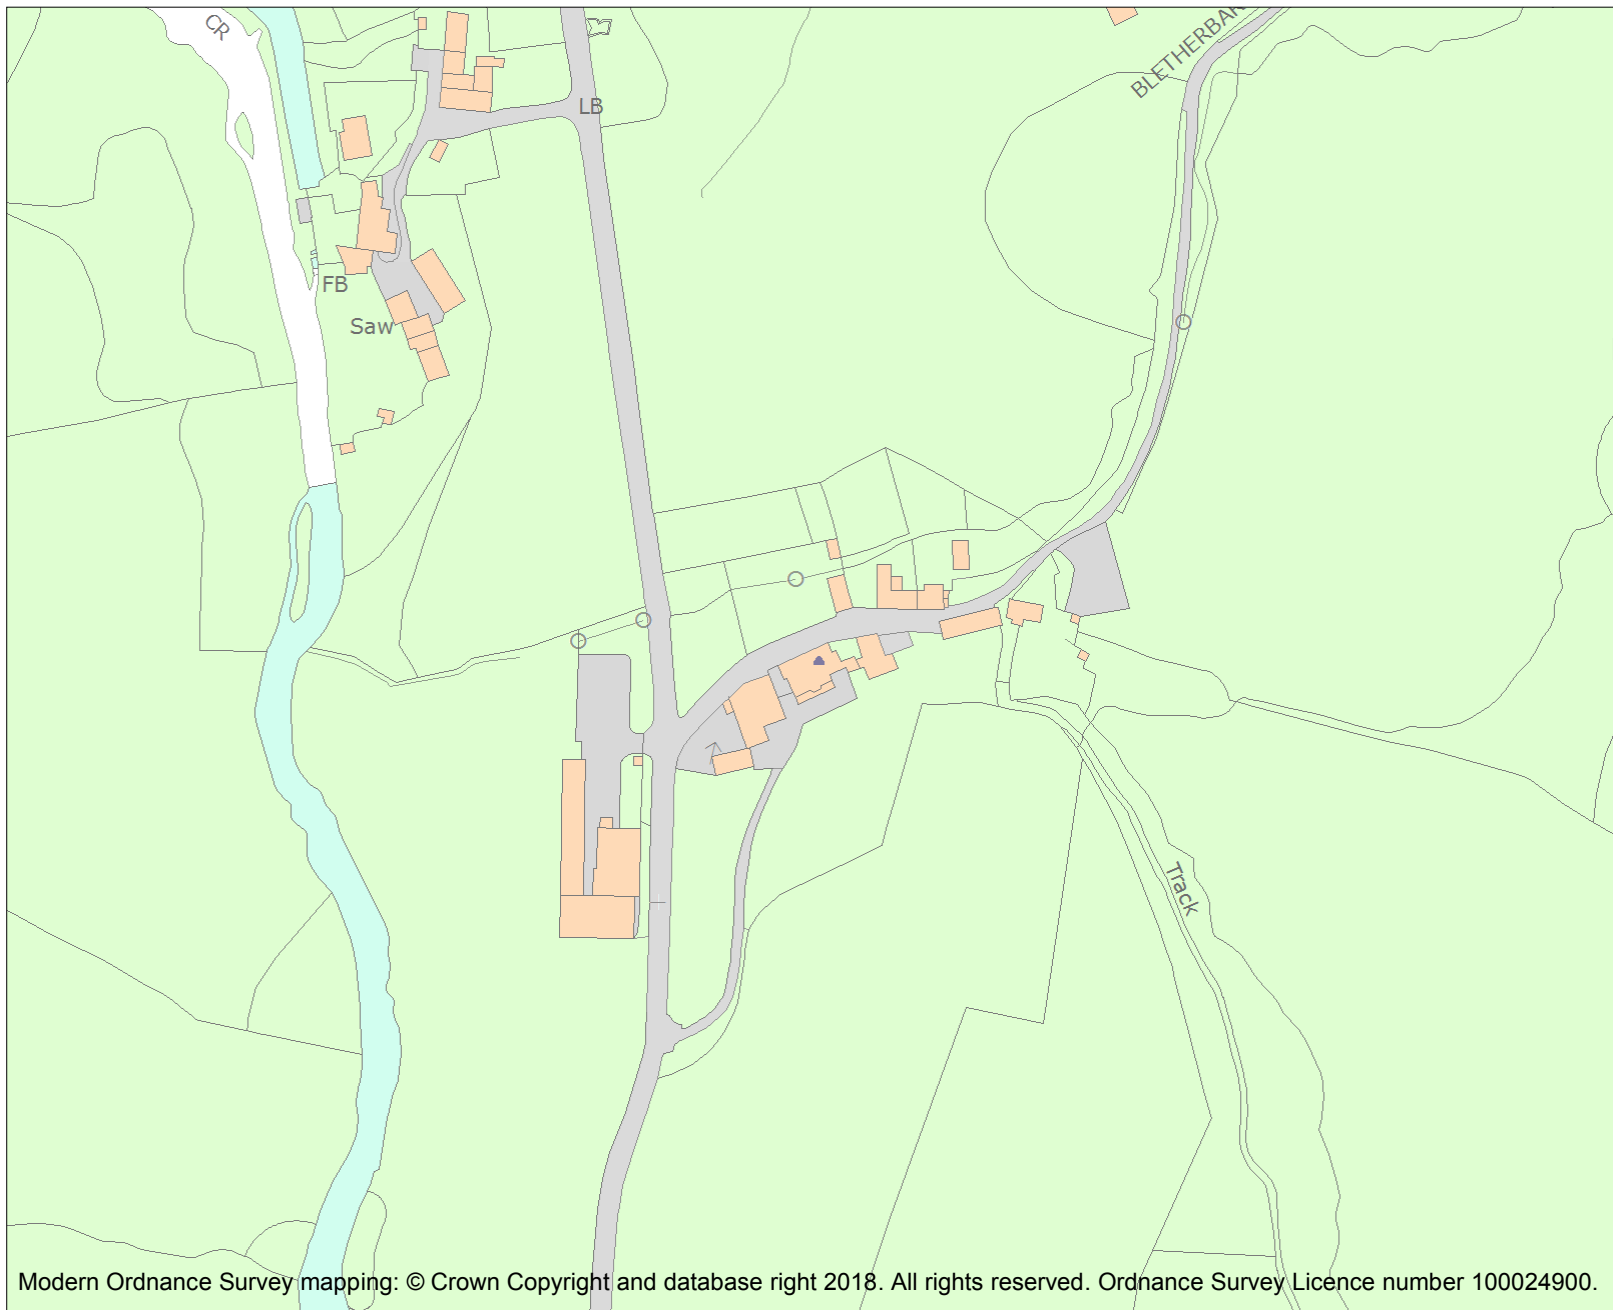 CR
BLETHERBAR
LB
FB
Saw
Track
Modern Ordnance Survey mapping: © Crown Copyright and database right 2018. All rights reserved. Ordnance Survey Licence number 100024900.